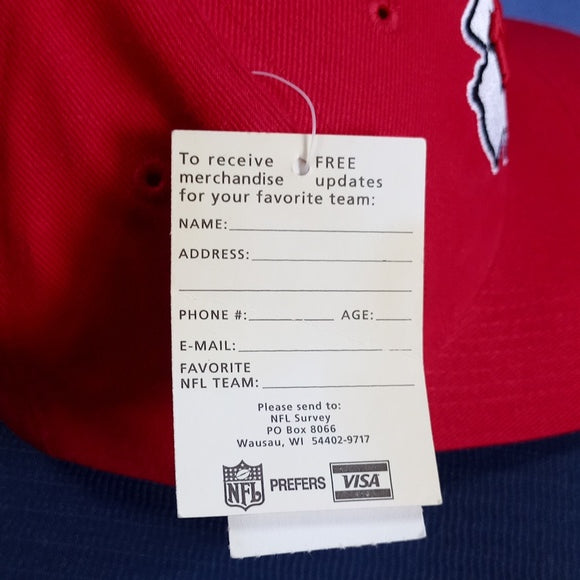 To receive FREE
merchandise updates
for your favorite team:
NAME:
ADDRESS:
PHONE #: AGE:
E-MAIL:
FAVORITE
NFL TEAM:
Please send to:
NFL Survey
PO Box 8066
Wausau, WI 54402-9717
NFL PREFERS VISA